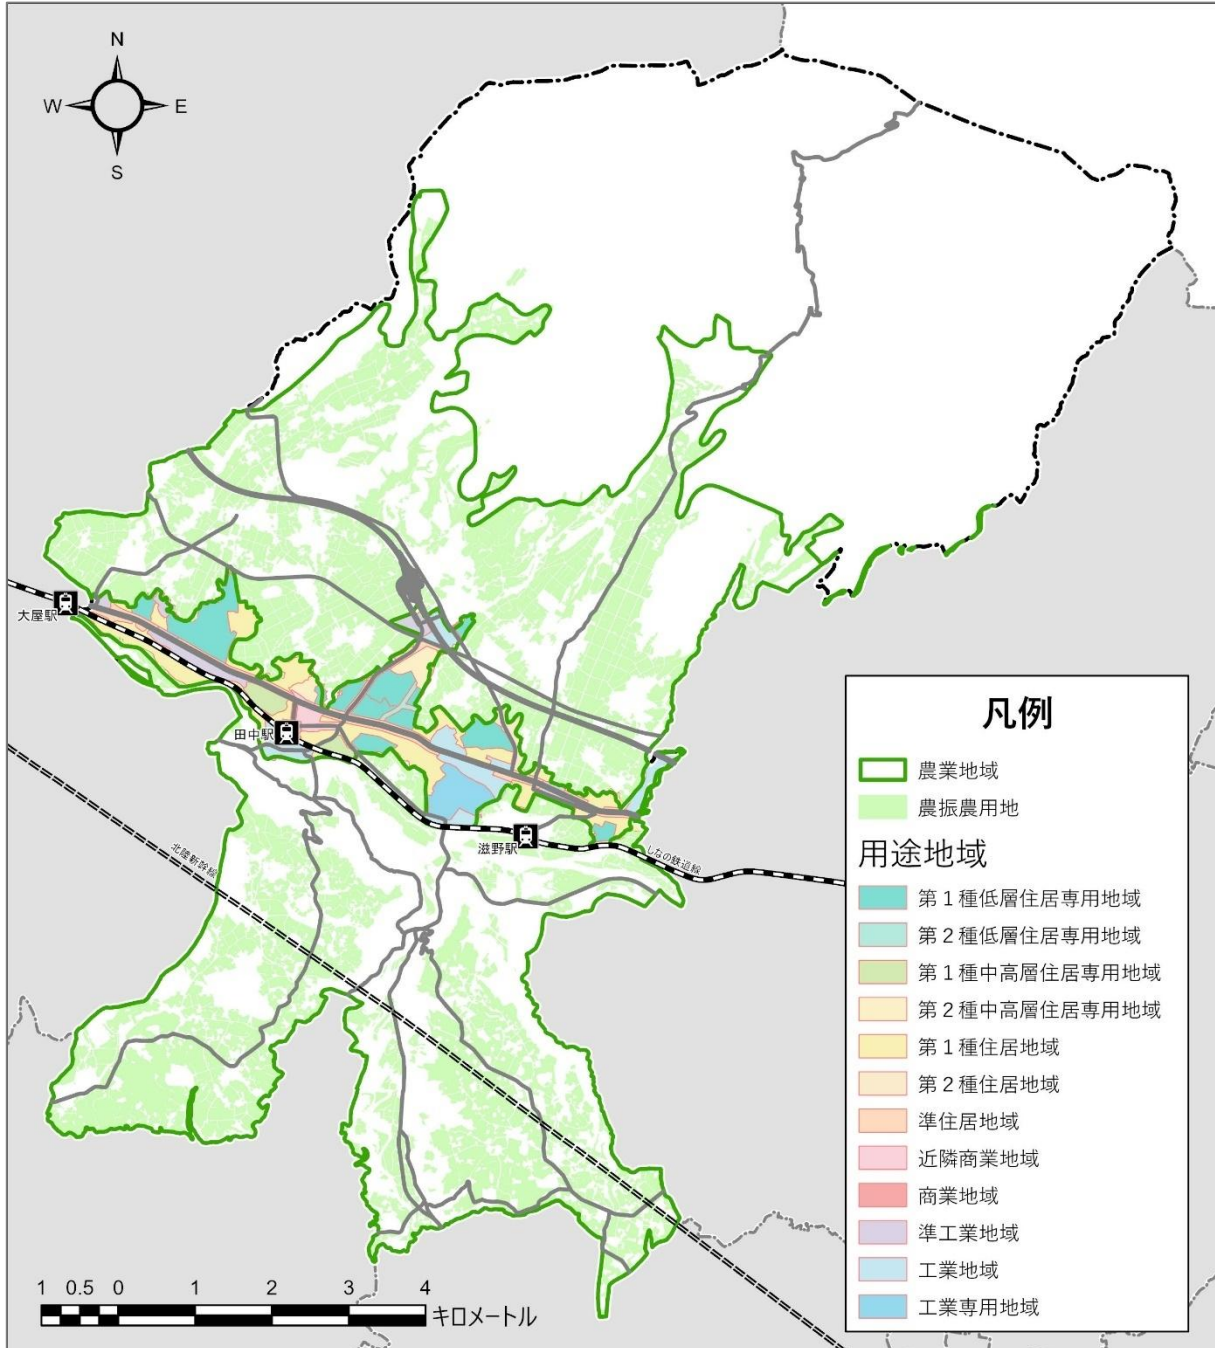 N
W
E
S
大屋駅
田中駅
滋野駅
しなの鉄道線
北陸新幹線
凡例
農業地域
農振農用地
用途地域
第１種低層住居専用地域
第２種低層住居専用地域
第１種中高層住居専用地域
第２種中高層住居専用地域
第１種住居地域
第２種住居地域
準住居地域
近隣商業地域
商業地域
準工業地域
工業地域
工業専用地域
1 0.5 0 1 2 3 4
キロメートル